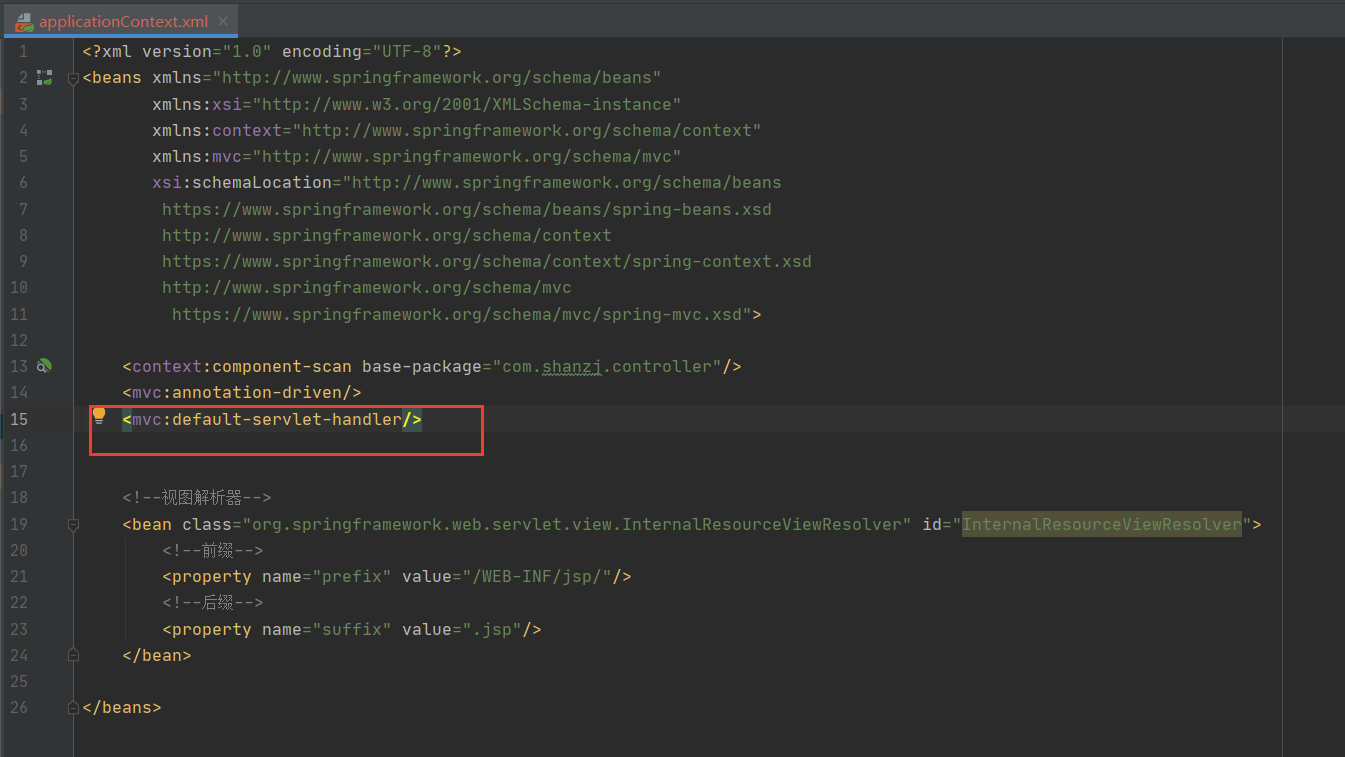 applicationContext.xml
1 <?xml version="1.0" encoding="UTF-8"?>
2 <beans xmlns="http://www.springframework.org/schema/beans"
3 xmlns:xsi="http://www.w3.org/2001/XMLSchema-instance"
4 xmlns:context="http://www.springframework.org/schema/context"
5 xmlns:mvc="http://www.springframework.org/schema/mvc"
6 xsi:schemaLocation="http://www.springframework.org/schema/beans
7 https://www.springframework.org/schema/beans/spring-beans.xsd
8 http://www.springframework.org/schema/context
9 https://www.springframework.org/schema/context/spring-context.xsd
10 http://www.springframework.org/schema/mvc
11 https://www.springframework.org/schema/mvc/spring-mvc.xsd">
12
13 <context:component-scan base-package="com.shanzj.controller"/>
14 <mvc:annotation-driven/>
15 <mvc:default-servlet-handler/>
16
17
18 <!--视图解析器-->
19 <bean class="org.springframework.web.servlet.view.InternalResourceViewResolver" id="InternalResourceViewResolver">
20 <!--前缀-->
21 <property name="prefix" value="/WEB-INF/jsp/"/>
22 <!--后缀-->
23 <property name="suffix" value=".jsp"/>
24 </bean>
25
26 </beans>